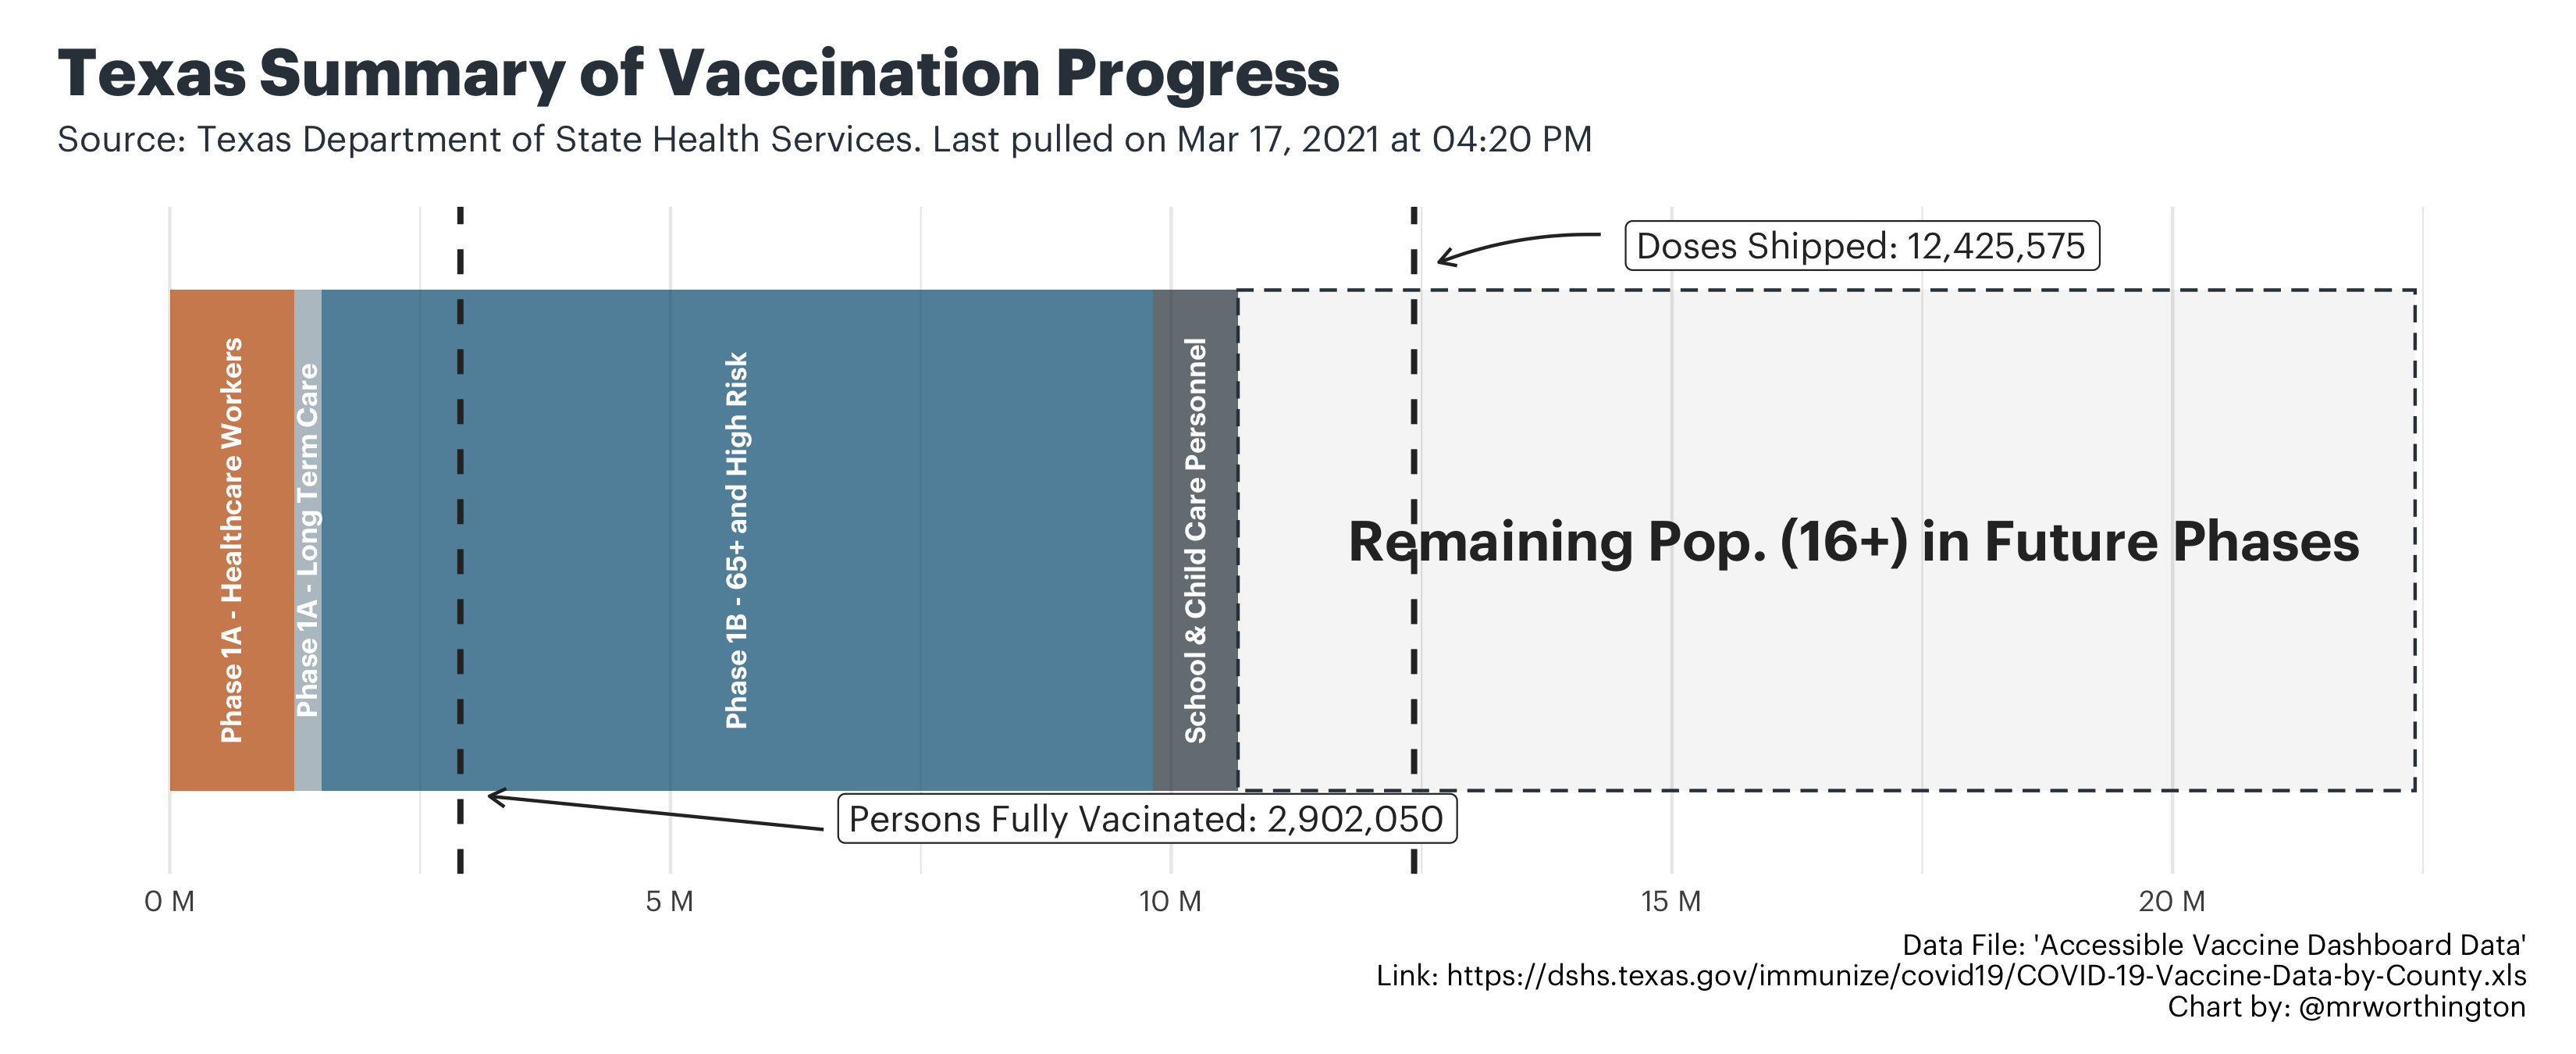 Texas Summary of Vaccination Progress
Source: Texas Department of State Health Services. Last pulled on Mar 17, 2021 at 04:20 PM
Doses Shipped: 12,425,575
Phase 1A - Healthcare Workers
Phase 1A - Long Term Care
Phase 1B - 65+ and High Risk
School & Child Care Personnel
Remaining Pop. (16+) in Future Phases
Persons Fully Vacinated: 2,902,050
0 M
5 M
10 M
15 M
20 M
Data File: 'Accessible Vaccine Dashboard Data'
Link: https://dshs.texas.gov/immunize/covid19/COVID-19-Vaccine-Data-by-County.xls
Chart by: @mrworthington